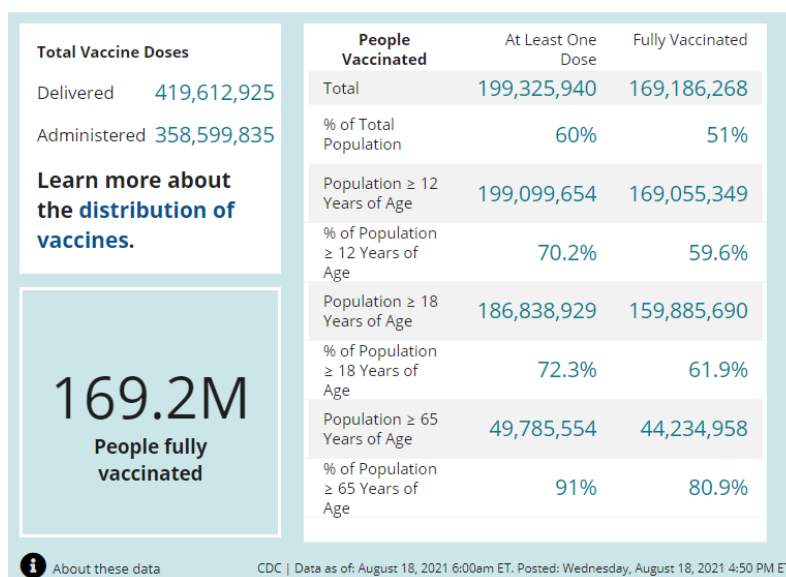 Total Vaccine Doses
Delivered 419,612,925
Administered 358,599,835
Learn more about
the distribution of
vaccines.
169.2M
People fully
vaccinated
People
Vaccinated
At Least One
Dose
Fully Vaccinated
Total 199,325,940 169,186,268
% of Total
Population
60% 51%
Population ≥ 12
Years of Age
199,099,654 169,055,349
% of Population
≥ 12 Years of
Age
70.2% 59.6%
Population ≥ 18
Years of Age
186,838,929 159,885,690
% of Population
≥ 18 Years of
Age
72.3% 61.9%
Population ≥ 65
Years of Age
49,785,554 44,234,958
% of Population
≥ 65 Years of
Age
91% 80.9%
i About these data
CDC | Data as of: August 18, 2021 6:00am ET. Posted: Wednesday, August 18, 2021 4:50 PM